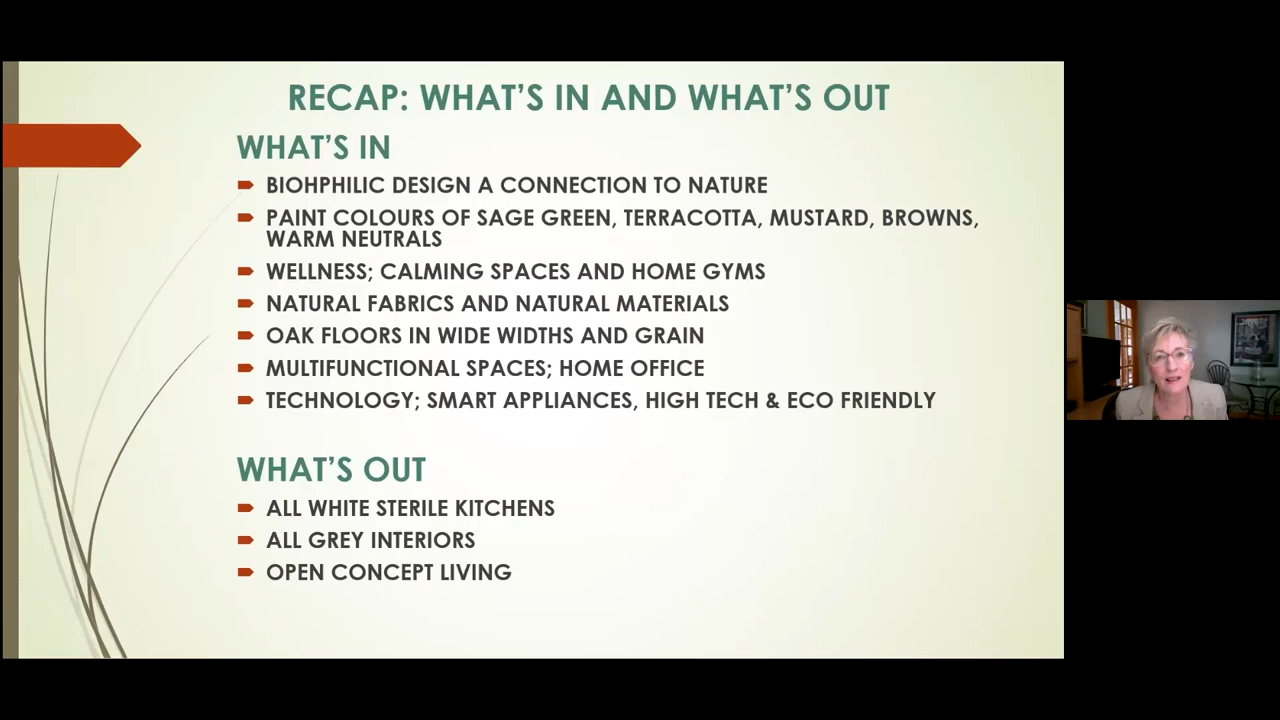 RECAP: WHAT'S IN AND WHAT'S OUT
WHAT'S IN
BIOHPHILIC DESIGN A CONNECTION TO NATURE
PAINT COLOURS OF SAGE GREEN, TERRACOTTA, MUSTARD, BROWNS,
WARM NEUTRALS
WELLNESS; CALMING SPACES AND HOME GYMS
NATURAL FABRICS AND NATURAL MATERIALS
OAK FLOORS IN WIDE WIDTHS AND GRAIN
MULTIFUNCTIONAL SPACES; HOME OFFICE
TECHNOLOGY; SMART APPLIANCES, HIGH TECH & ECO FRIENDLY
WHAT'S OUT
ALL WHITE STERILE KITCHENS
ALL GREY INTERIORS
OPEN CONCEPT LIVING